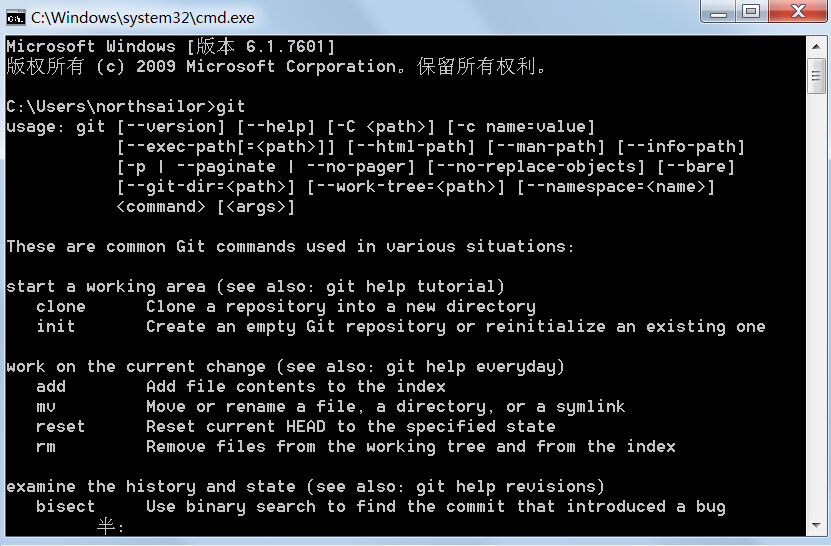 C:\Windows\system32\cmd.exe
Microsoft Windows [版本 6.1.7601]
版权所有 (c) 2009 Microsoft Corporation。保留所有权利。
C:\Users\northsailor>git
usage: git [--version] [--help] [-C <path>] [-c name=value]
           [--exec-path[=<path>]] [--html-path] [--man-path] [--info-path]
           [-p | --paginate | --no-pager] [--no-replace-objects] [--bare]
           [--git-dir=<path>] [--work-tree=<path>] [--namespace=<name>]
           <command> [<args>]
These are common Git commands used in various situations:
start a working area (see also: git help tutorial)
   clone      Clone a repository into a new directory
   init       Create an empty Git repository or reinitialize an existing one
work on the current change (see also: git help everyday)
   add        Add file contents to the index
   mv         Move or rename a file, a directory, or a symlink
   reset      Reset current HEAD to the specified state
   rm         Remove files from the working tree and from the index
examine the history and state (see also: git help revisions)
   bisect     Use binary search to find the commit that introduced a bug
         半: